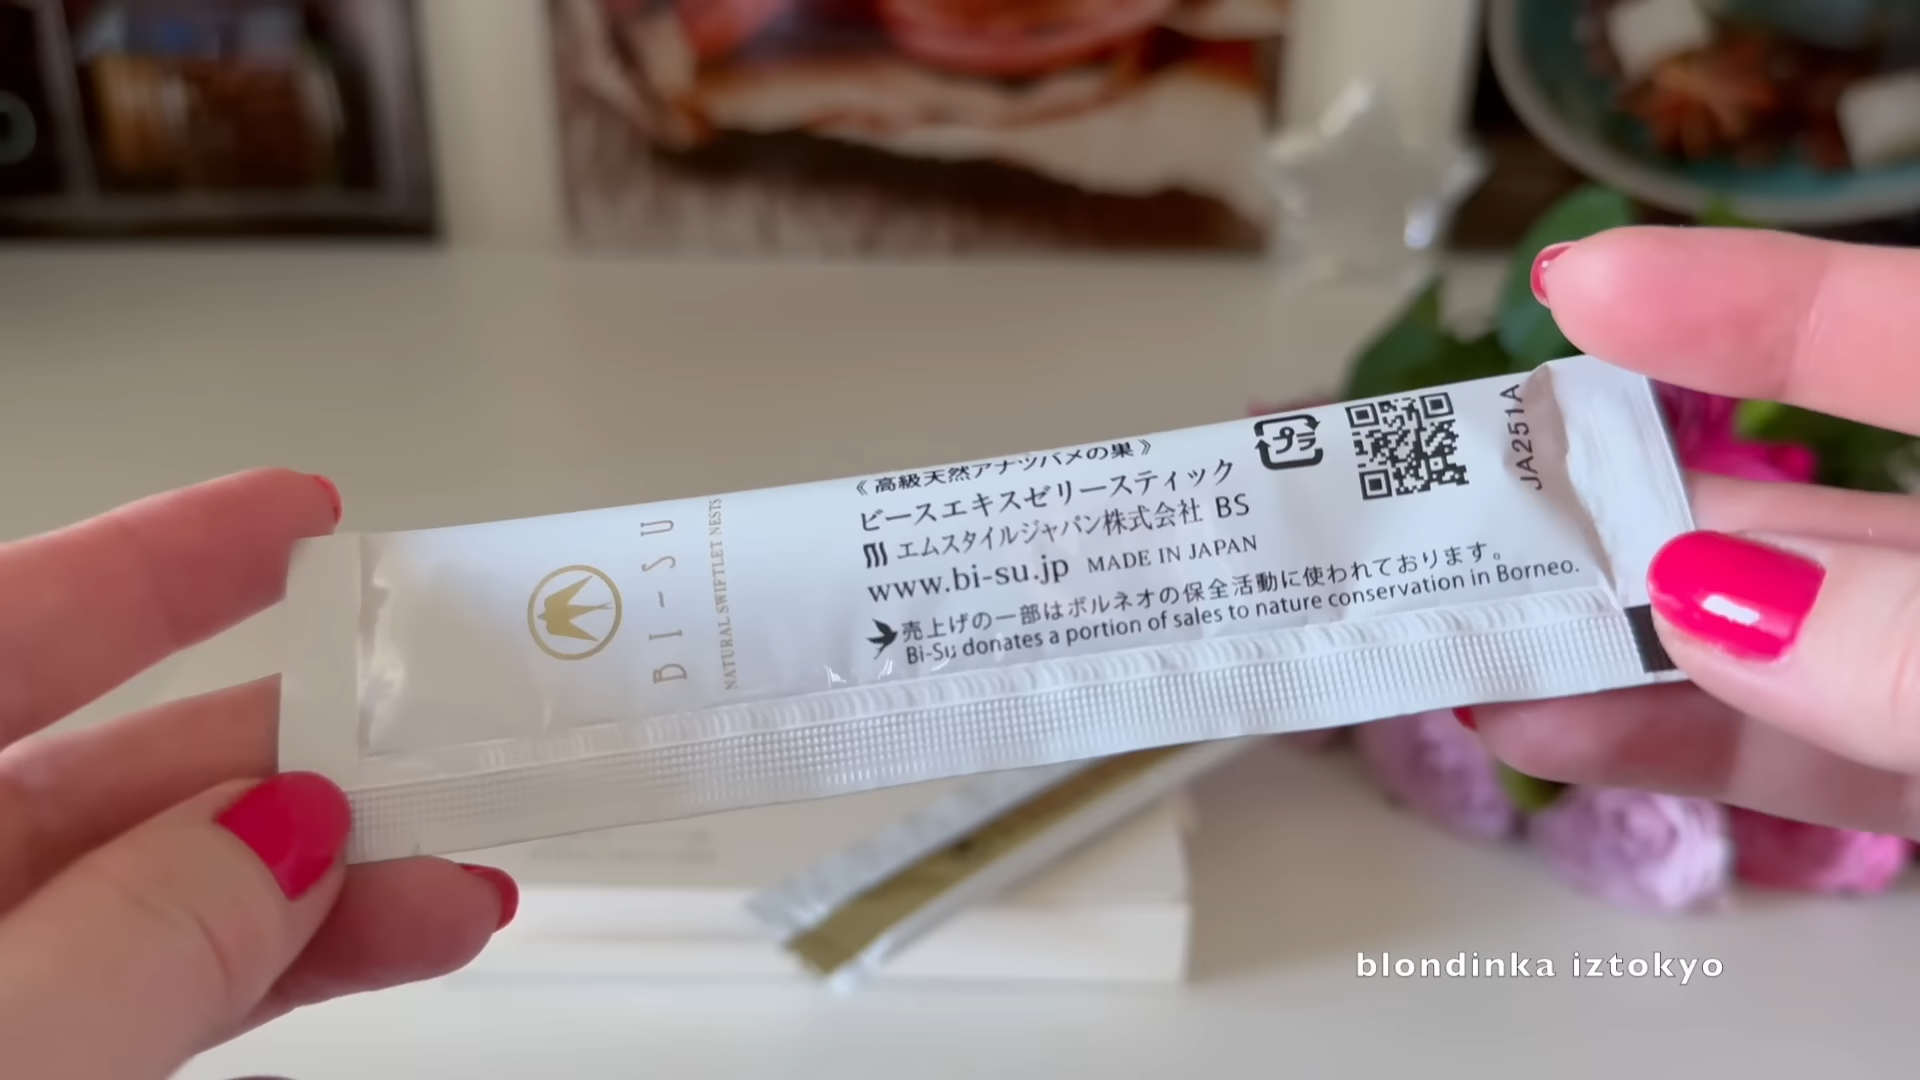 BI-SU
NATURAL SWIFTLET NESTS
《高級天然アナツバメの巣》
ビースエキスゼリースティック
エムスタイルジャパン株式会社 BS
www.bi-su.jp MADE IN JAPAN
売上げの一部はボルネオの保全活動に使われております。
Bi-Su donates a portion of sales to nature conservation in Borneo.
プラ
JA251A
blondinka iztokyo